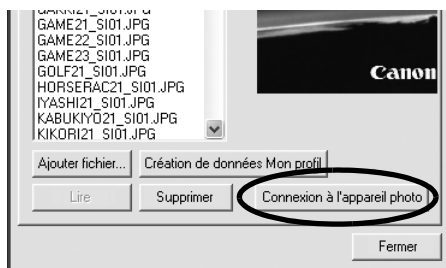 GAME21_SI01.JPG
GAME22_SI01.JPG
GAME23_SI01.JPG
GOLF21_SI01.JPG
HORSERAC21_SI01.JPG
IYASHI21_SI01.JPG
KABUKIYO21_SI01.JPG
KIKORI21_SI01.JPG
Canon
Ajouter fichier... Création de données Mon profil
Lire Supprimer Connexion à l'appareil photo
Fermer